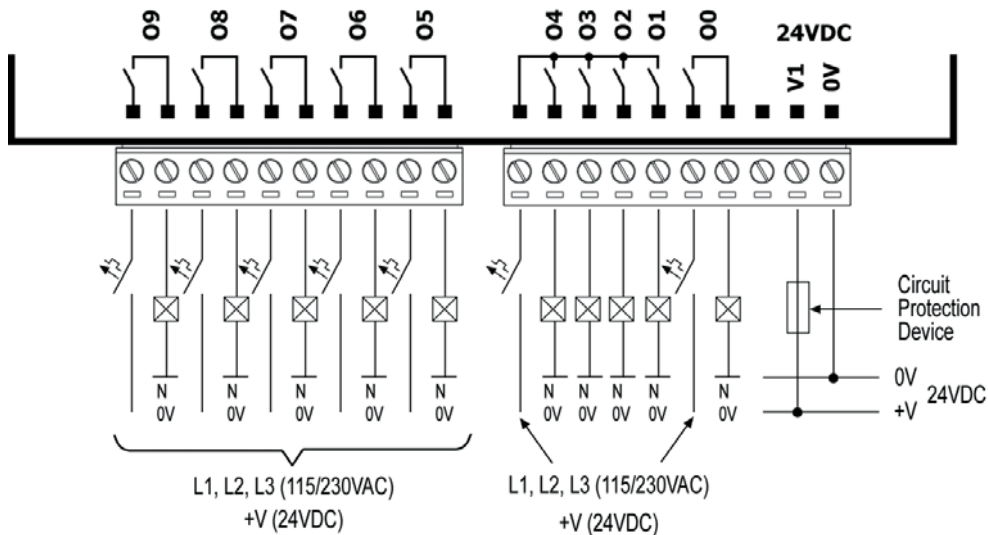 O9 O8 O7 O6 O5 O4 O3 O2 O1 O0 24VDC
V1 0V
Circuit
Protection
Device
N N N N N N N N N N
0V 0V 0V 0V 0V 0V 0V 0V 0V 0V
0V
24VDC
+V
L1, L2, L3 (115/230VAC)
+V (24VDC)
L1, L2, L3 (115/230VAC)
+V (24VDC)